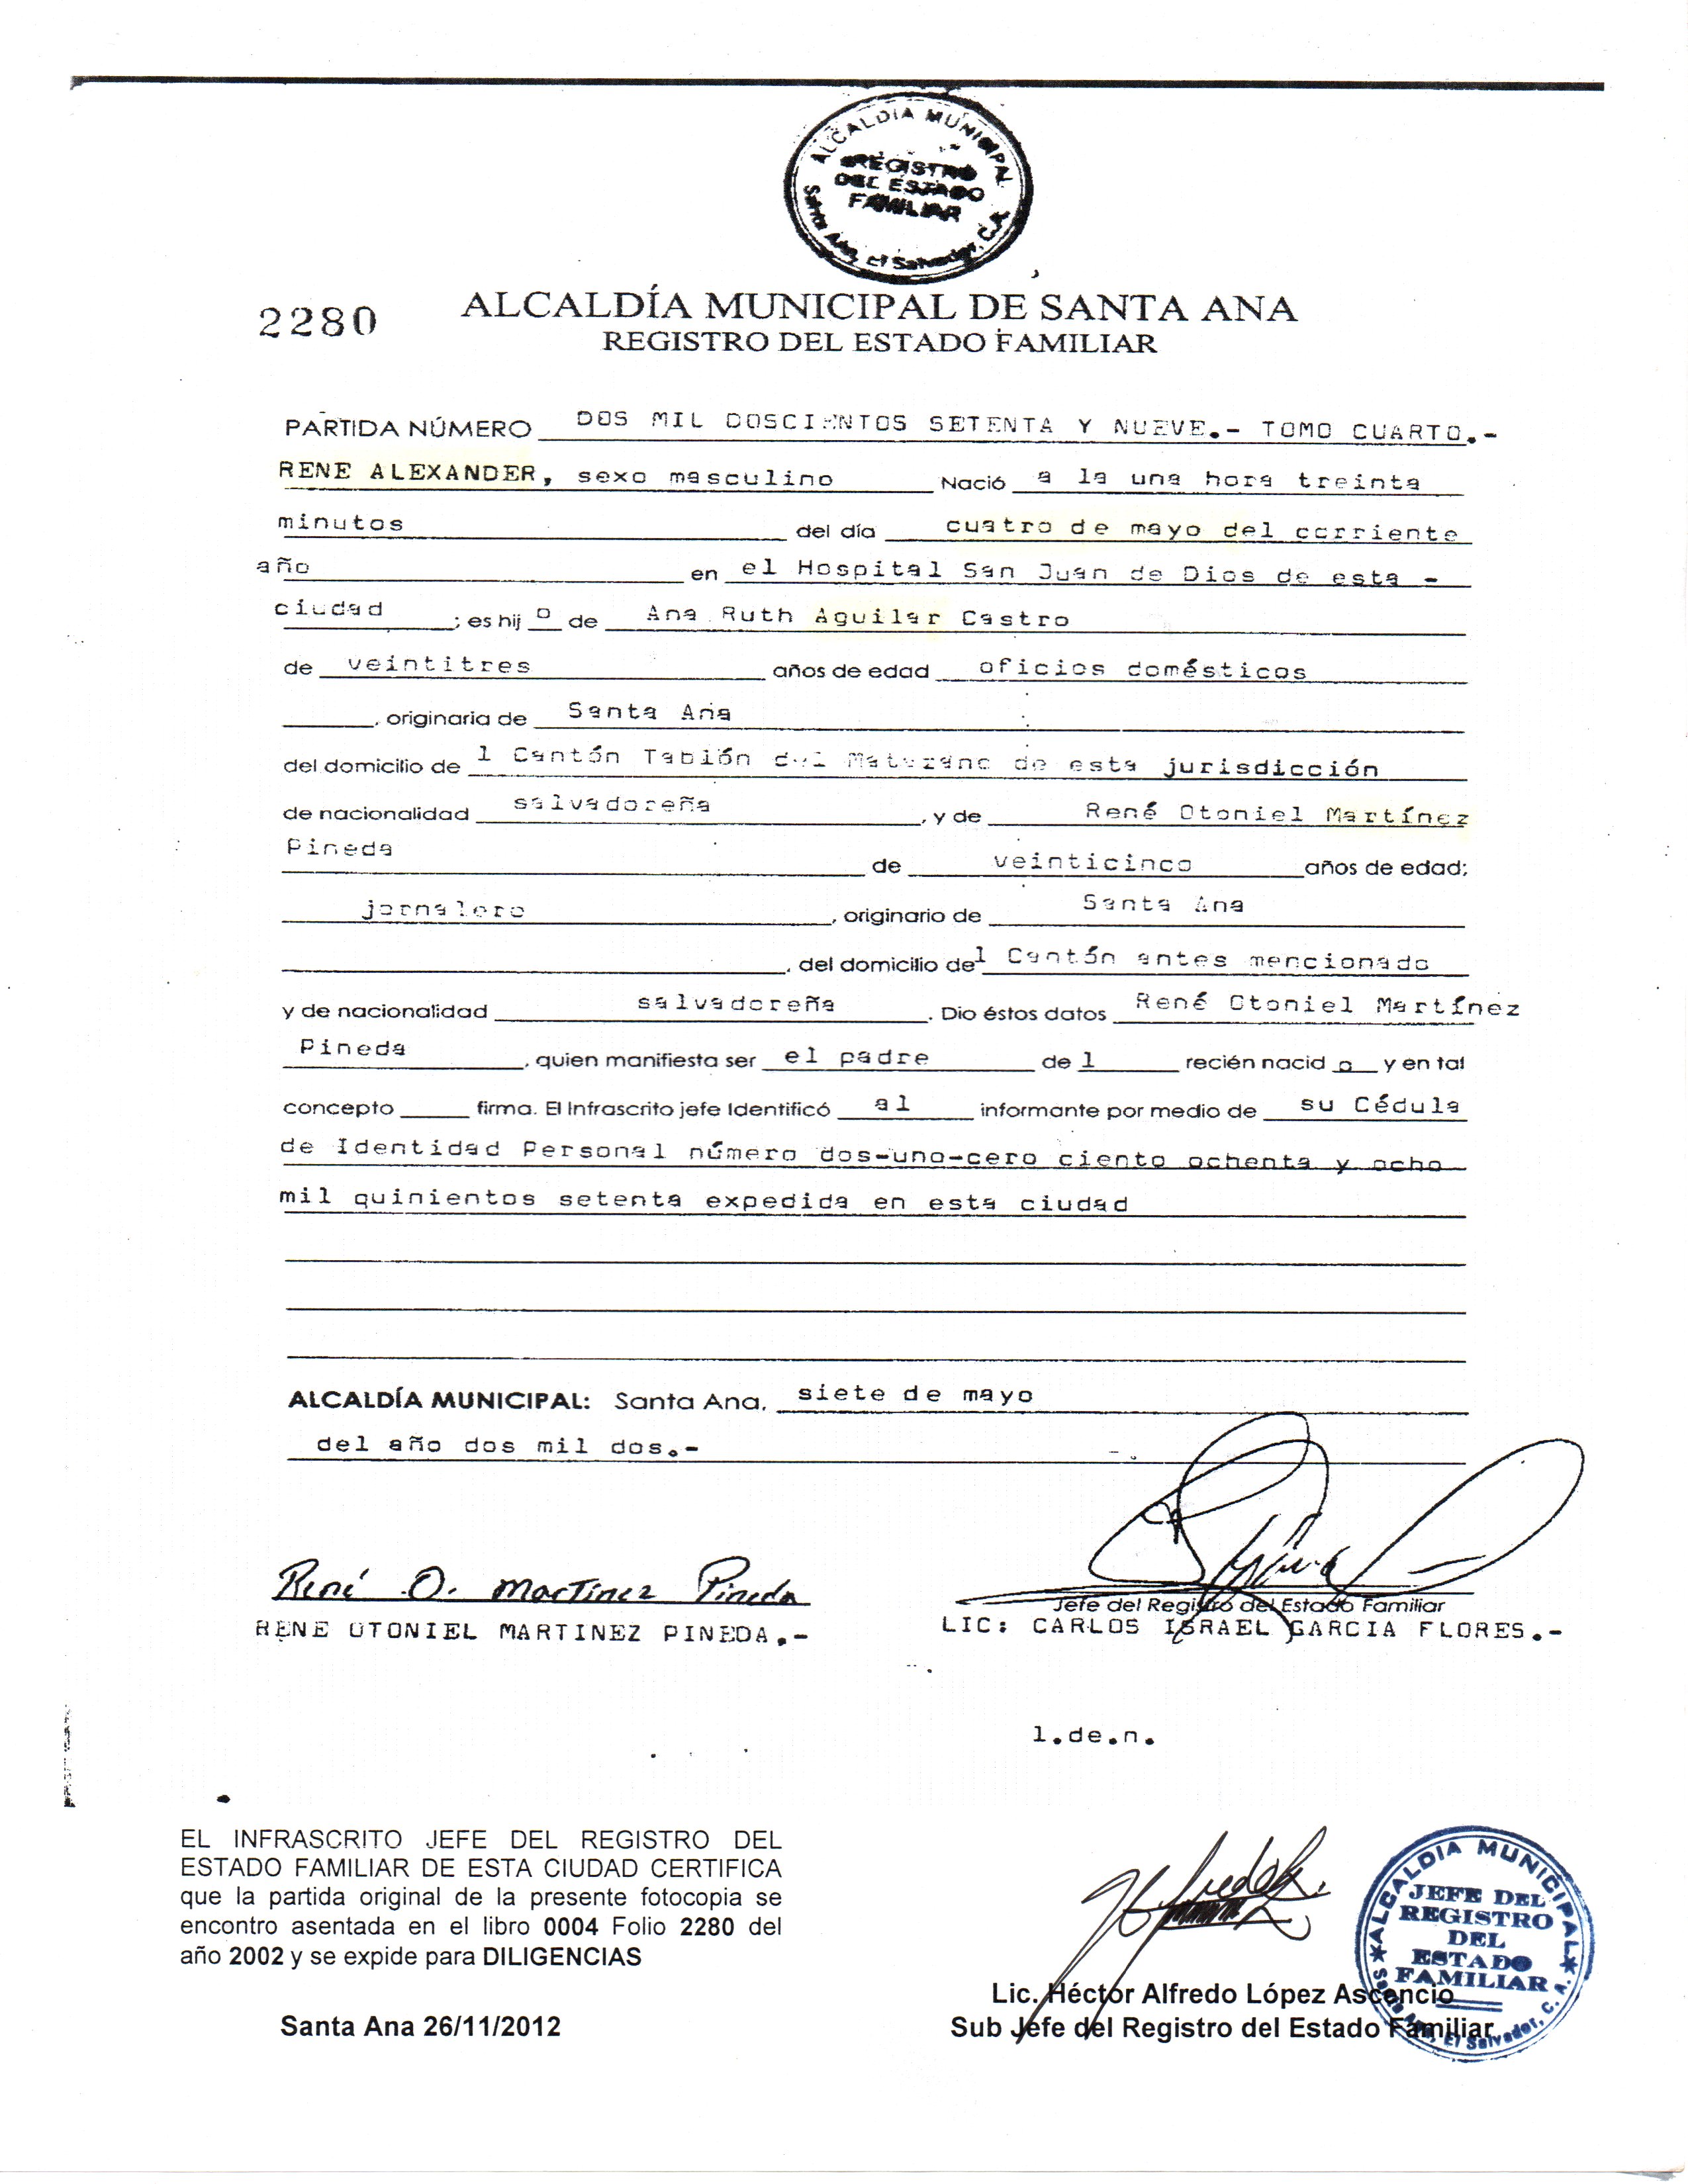 ALCALDIA MUNICIPAL
REGISTRO
DEL ESTADO
FAMILIAR
Santa Ana, El Salvador, C.A.
2280
ALCALDÍA MUNICIPAL DE SANTA ANA
REGISTRO DEL ESTADO FAMILIAR
PARTIDA NÚMERO DOS MIL DOSCIENTOS SETENTA Y NUEVE.- TOMO CUARTO.-
RENE ALEXANDER, sexo masculino Nació a la una hora treinta
minutos del día cuatro de mayo del corriente
año en el Hospital San Juan de Dios de esta -
ciudad ; es hij o de Ana Ruth Aguilar Castro
de veintitres años de edad oficios domésticos
, originaria de Santa Ana
del domicilio de l Cantón Tablón del Matazano de esta jurisdicción
de nacionalidad salvadoreña , y de René Otoniel Martínez
Pineda de veinticinco años de edad;
jornalero , originario de Santa Ana
, del domicilio de l Cantón antes mencionado
y de nacionalidad salvadoreña . Dio éstos datos René Otoniel Martínez
Pineda , quien manifiesta ser el padre de l recién nacid o y en tal
concepto firma. El Infrascrito jefe Identificó al informante por medio de su Cédula
de Identidad Personal número dos-uno-cero ciento ochenta y ocho
mil quinientos setenta expedida en esta ciudad
ALCALDÍA MUNICIPAL: Santa Ana, siete de mayo
del año dos mil dos.-
René O. Martinez Pineda
Jefe del Registro del Estado Familiar
RENE OTONIEL MARTINEZ PINEDA.- LIC: CARLOS ISRAEL GARCIA FLORES.-
l.de.n.
EL INFRASCRITO JEFE DEL REGISTRO DEL
ESTADO FAMILIAR DE ESTA CIUDAD CERTIFICA
que la partida original de la presente fotocopia se
encontro asentada en el libro 0004 Folio 2280 del
año 2002 y se expide para DILIGENCIAS
Santa Ana 26/11/2012
Lic. Héctor Alfredo López Ascencio
Sub Jefe del Registro del Estado Familiar
ALCALDIA MUNICIPAL
JEFE DEL
REGISTRO
DEL
ESTADO
FAMILIAR
Santa Ana, El Salvador, C. A.